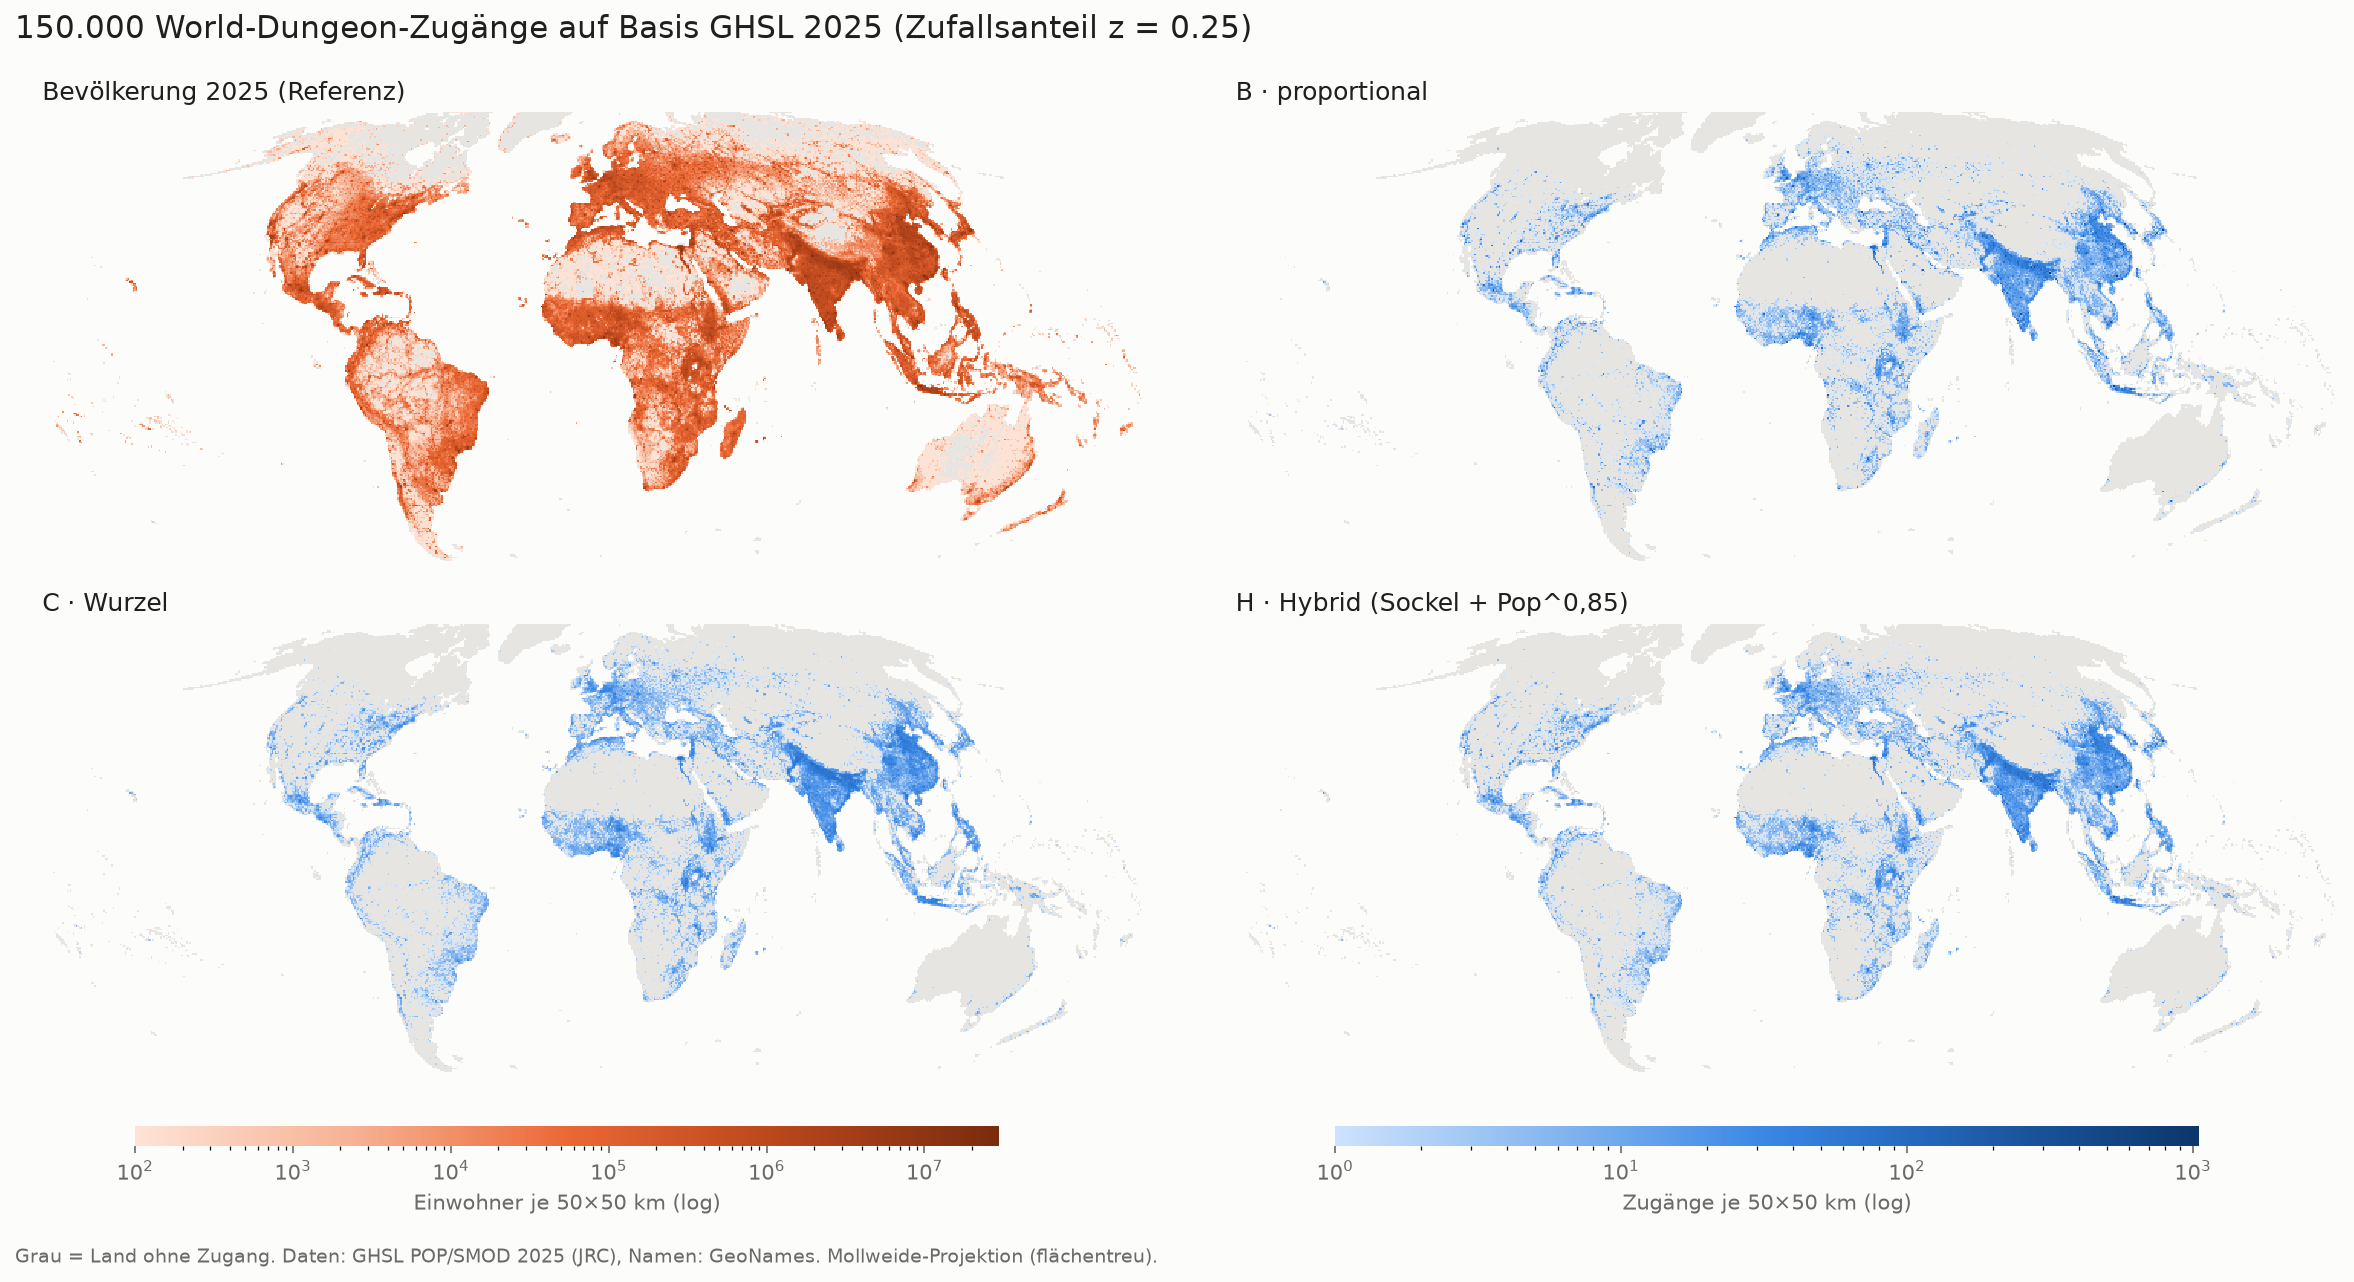 150.000 World-Dungeon-Zugänge auf Basis GHSL 2025 (Zufallsanteil z = 0.25)
Bevölkerung 2025 (Referenz)
B · proportional
C · Wurzel
H · Hybrid (Sockel + Pop^0,85)
10² 10³ 10⁴ 10⁵ 10⁶ 10⁷
Einwohner je 50×50 km (log)
10⁰ 10¹ 10² 10³
Zugänge je 50×50 km (log)
Grau = Land ohne Zugang. Daten: GHSL POP/SMOD 2025 (JRC), Namen: GeoNames. Mollweide-Projektion (flächentreu).